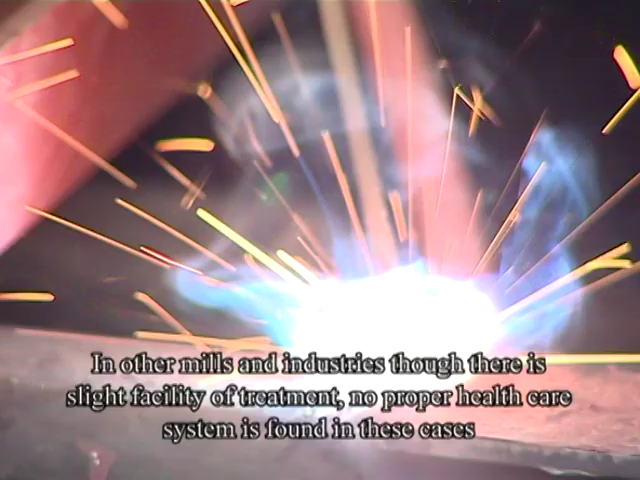 In other mills and industries though there is
slight facility of treatment, no proper health care
system is found in these cases